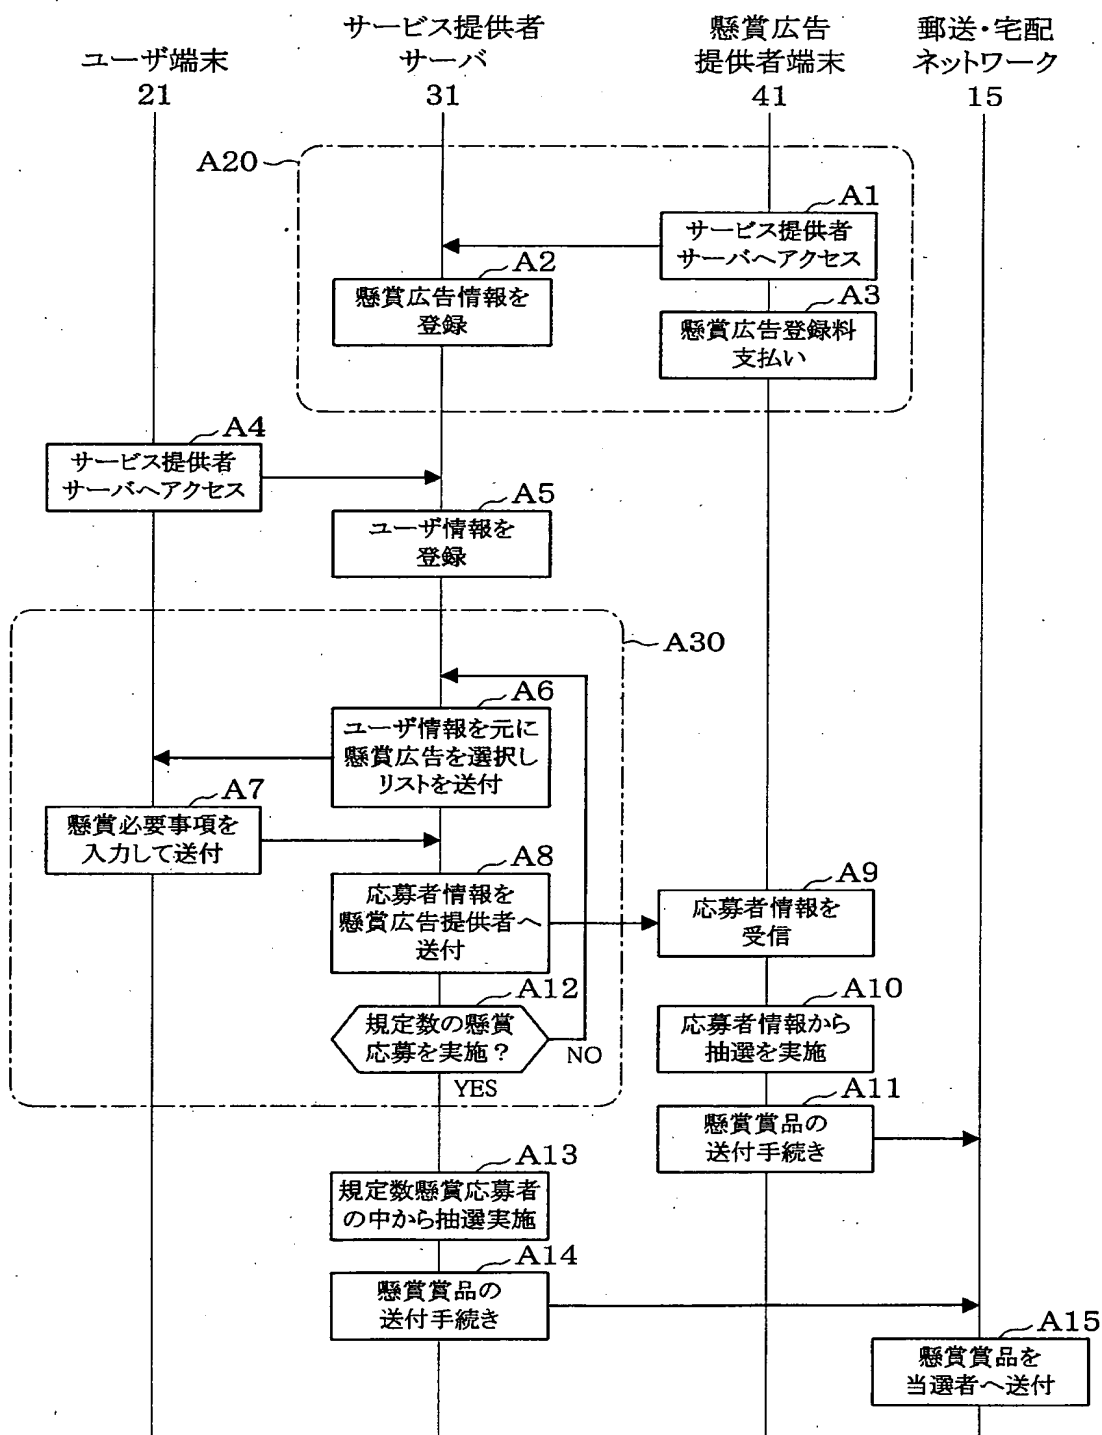 ユーザ端末
21
サービス提供者
サーバ
31
懸賞広告
提供者端末
41
郵送・宅配
ネットワーク
15
A20
A1
サービス提供者
サーバへアクセス
A2
懸賞広告情報を
登録
A3
懸賞広告登録料
支払い
A4
サービス提供者
サーバへアクセス
A5
ユーザ情報を
登録
A30
A6
ユーザ情報を元に
懸賞広告を選択し
リストを送付
A7
懸賞必要事項を
入力して送付
A8
応募者情報を
懸賞広告提供者へ
送付
A9
応募者情報を
受信
A12
規定数の懸賞
応募を実施？
NO
YES
A10
応募者情報から
抽選を実施
A11
懸賞賞品の
送付手続き
A13
規定数懸賞応募者
の中から抽選実施
A14
懸賞賞品の
送付手続き
A15
懸賞賞品を
当選者へ送付